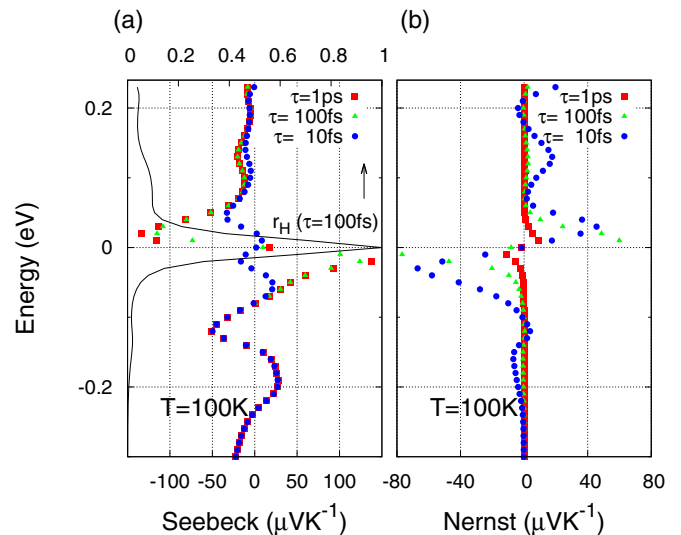 (a)
(b)
0 0.2 0.4 0.6 0.8 1
τ=1ps
τ= 100fs
τ= 10fs
τ=1ps
τ= 100fs
τ= 10fs
r_H (τ=100fs)
Energy (eV)
0.2
0
-0.2
T=100K
T=100K
-100 -50 0 50 100
-80 -40 0 40 80
Seebeck (μVK⁻¹)
Nernst (μVK⁻¹)